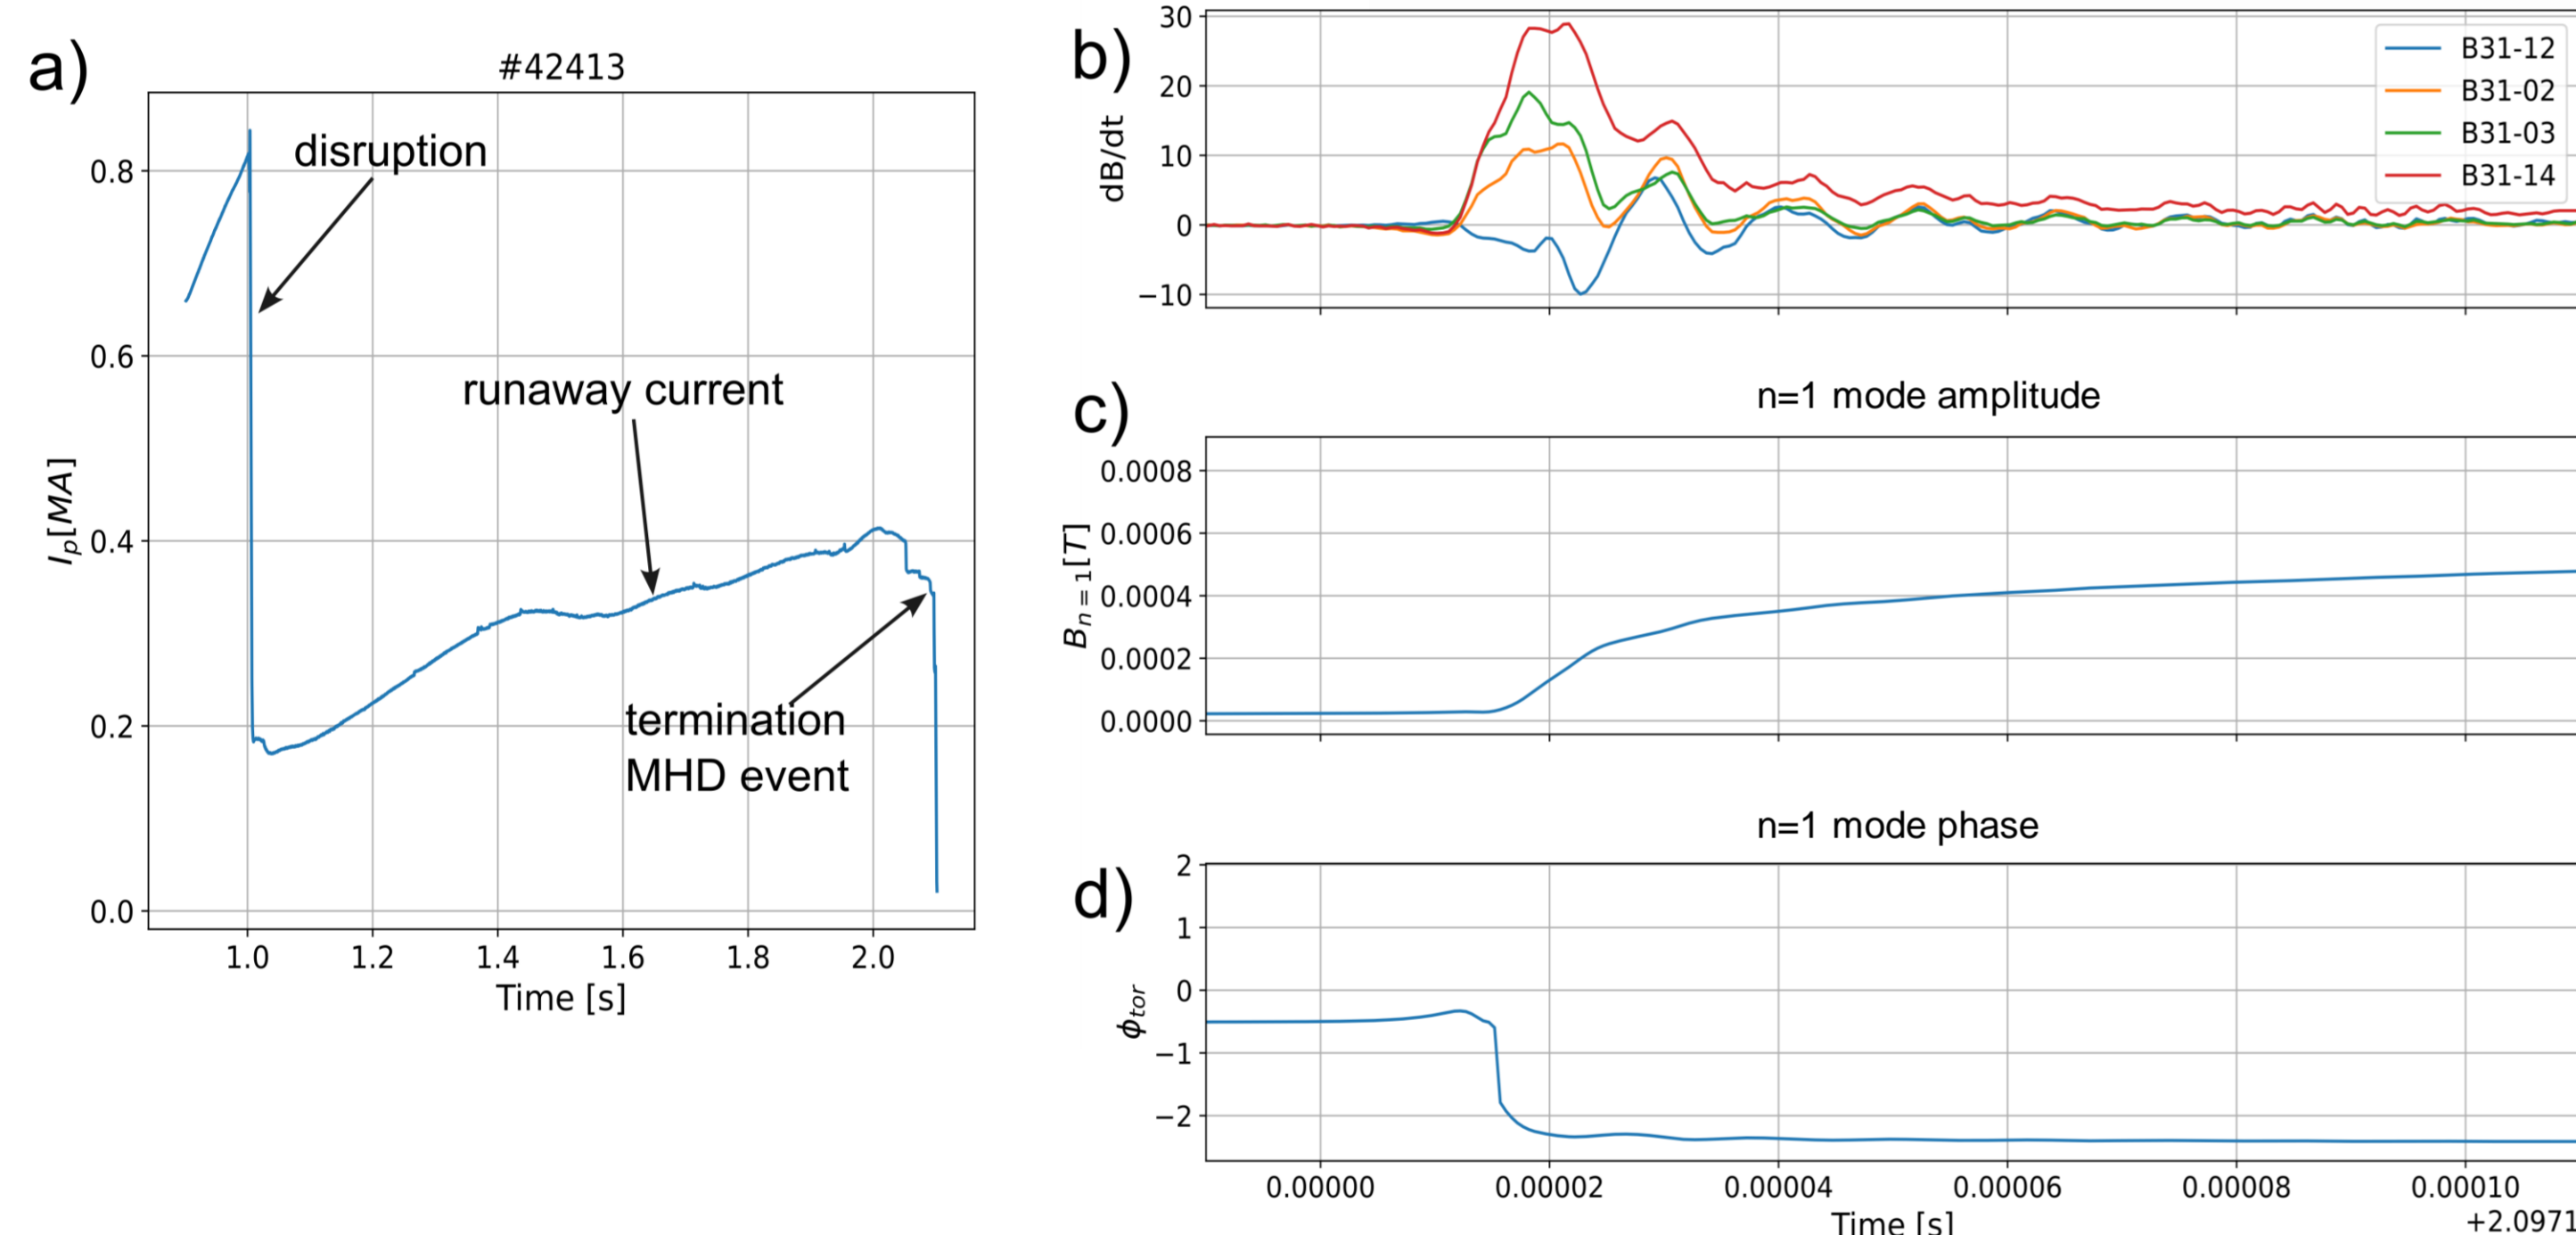 a)
#42413
disruption
runaway current
termination
MHD event
I_p[MA]
0.8
0.6
0.4
0.2
0.0
1.0 1.2 1.4 1.6 1.8 2.0
Time [s]
b)
dB/dt
30
20
10
0
−10
B31-12
B31-02
B31-03
B31-14
c)
n=1 mode amplitude
B_{n=1}[T]
0.0008
0.0006
0.0004
0.0002
0.0000
n=1 mode phase
d)
ϕ_{tor}
2
1
0
−1
−2
0.00000 0.00002 0.00004 0.00006 0.00008 0.00010
Time [s]
+2.0971